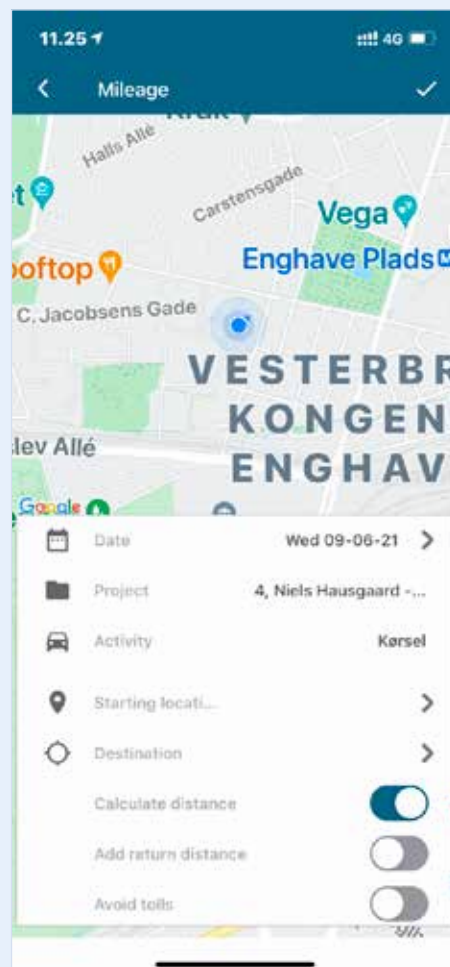 11.25 4G
Mileage
Halls Allé
Carstensgade
Vega
Enghave Plads
ooftop
C. Jacobsens Gade
VESTERBR
KONGEN
ENGHAV
lev Allé
Google
Date Wed 09-06-21
Project 4, Niels Hausgaard -...
Activity Kørsel
Starting locati...
Destination
Calculate distance
Add return distance
Avoid tolls